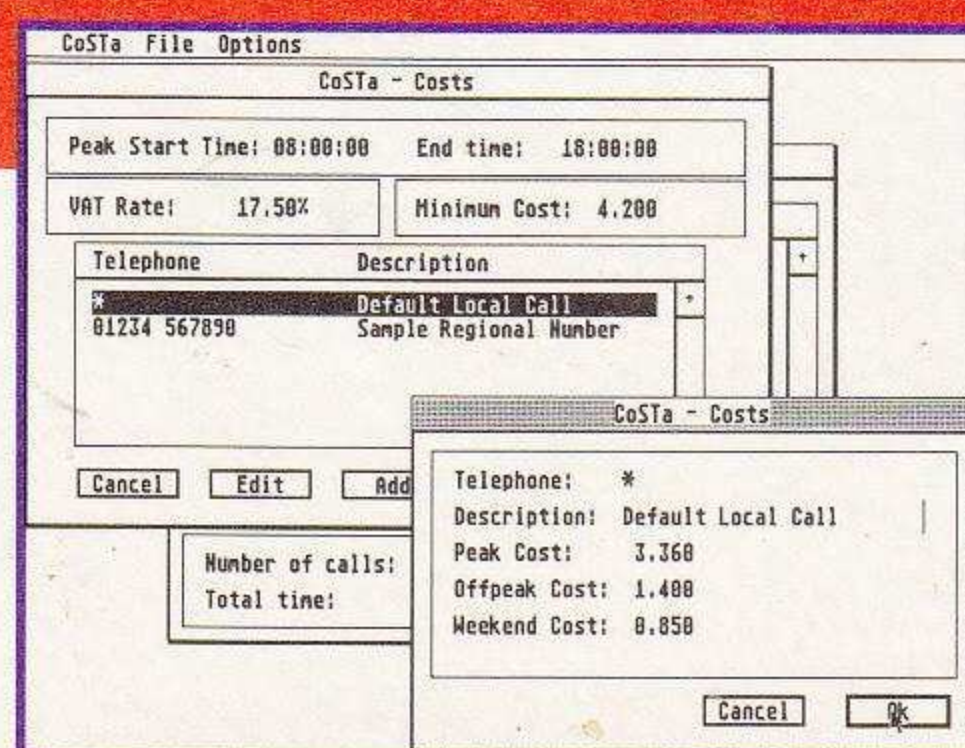 CoSTa File Options
CoSTa - Costs
Peak Start Time: 08:00:00 End time: 18:00:00
VAT Rate: 17.50% Minimum Cost: 4.200
Telephone Description
* Default Local Call
01234 567890 Sample Regional Number
Cancel Edit Add
Number of calls:
Total time:
CoSTa - Costs
Telephone: *
Description: Default Local Call
Peak Cost: 3.360
Offpeak Cost: 1.400
Weekend Cost: 0.850
Cancel Ok